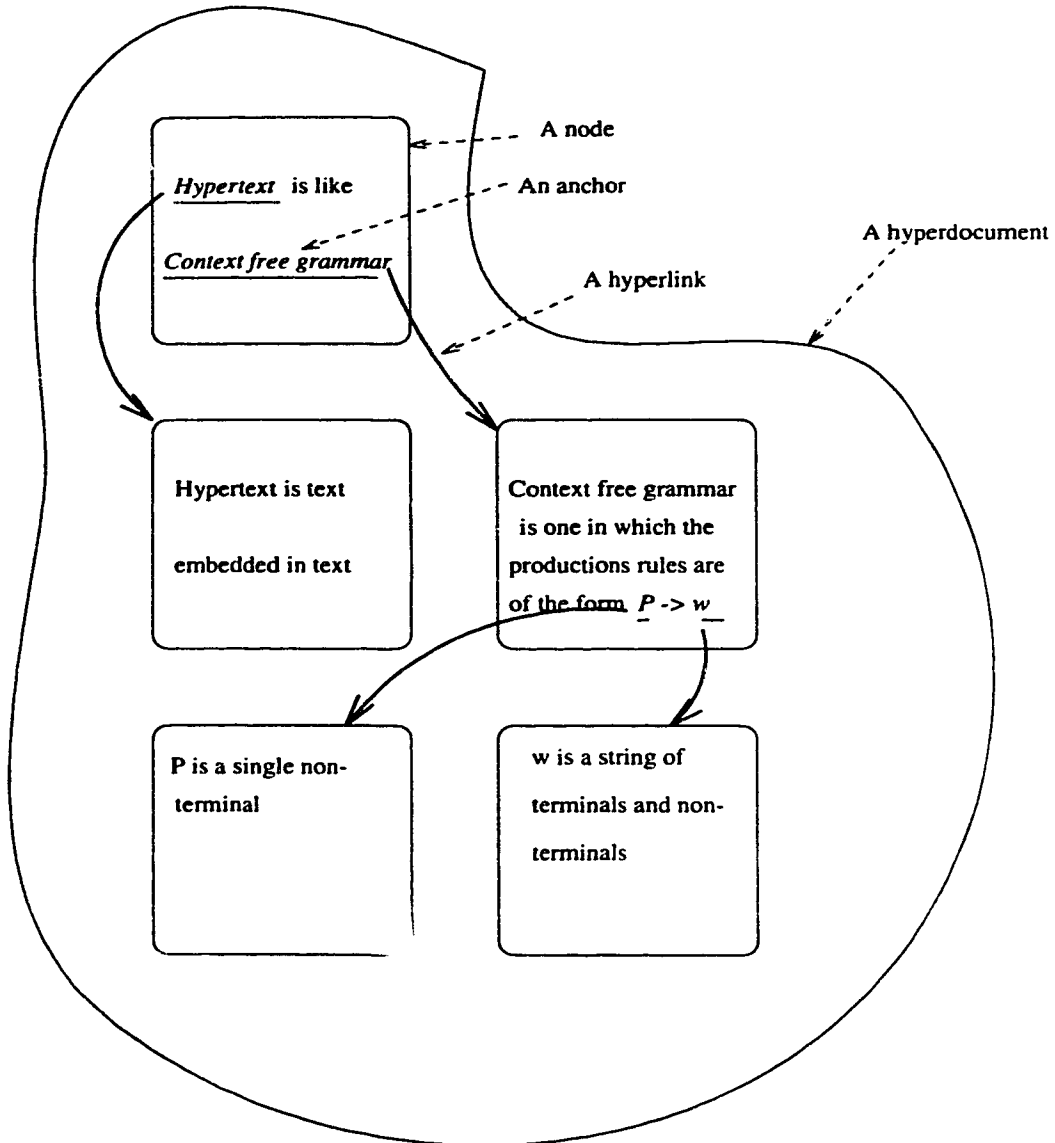 A node
Hypertext is like
An anchor
A hyperdocument
Context free grammar
A hyperlink
Hypertext is text
embedded in text
Context free grammar
is one in which the
productions rules are
of the form P -> w
P is a single non-
terminal
w is a string of
terminals and non-
terminals